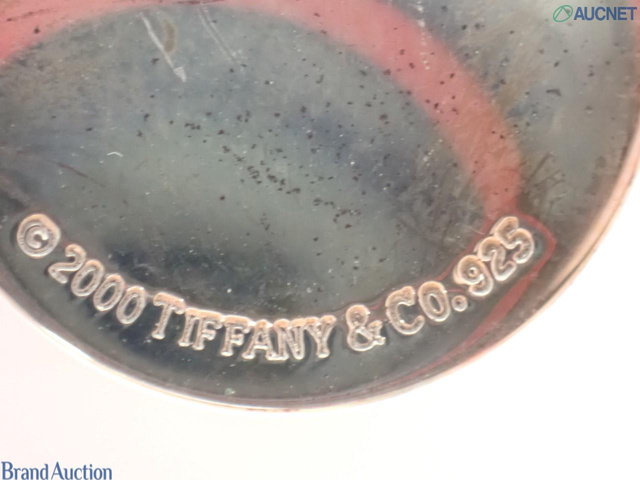 AUCNET
© 2000 TIFFANY & Co. 925
Brand Auction